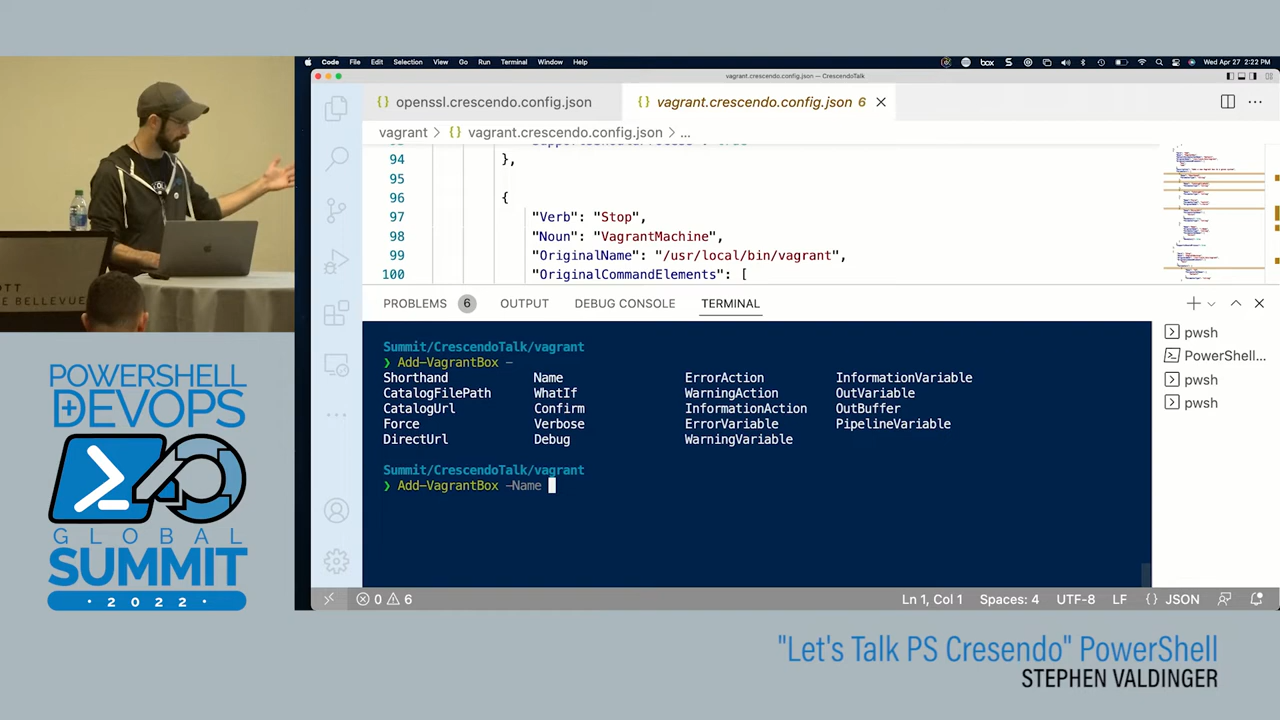 Code File Edit Selection View Go Run Terminal Window Help
box
Wed Apr 27 2:22 PM
vagrant.crescendo.config.json — CrescendoTalk
openssl.crescendo.config.json
vagrant.crescendo.config.json 6
vagrant > vagrant.crescendo.config.json > ...
94 },
95
96 {
97 "Verb": "Stop",
98 "Noun": "VagrantMachine",
99 "OriginalName": "/usr/local/bin/vagrant",
100 "OriginalCommandElements": [
PROBLEMS 6 OUTPUT DEBUG CONSOLE TERMINAL
Summit/CrescendoTalk/vagrant
❯ Add-VagrantBox -
Shorthand Name ErrorAction InformationVariable
CatalogFilePath WhatIf WarningAction OutVariable
CatalogUrl Confirm InformationAction OutBuffer
Force Verbose ErrorVariable PipelineVariable
DirectUrl Debug WarningVariable
Summit/CrescendoTalk/vagrant
❯ Add-VagrantBox -Name
pwsh
PowerShell...
pwsh
pwsh
0 6
Ln 1, Col 1 Spaces: 4 UTF-8 LF {} JSON
POWERSHELL
+ DEVOPS
GLOBAL
SUMMIT
· 2 0 2 2 ·
"Let's Talk PS Cresendo" PowerShell
STEPHEN VALDINGER